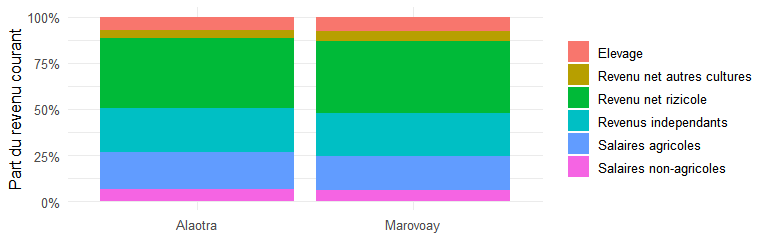 Part du revenu courant
100%
75%
50%
25%
0%
Alaotra
Marovoay
Elevage
Revenu net autres cultures
Revenu net rizicole
Revenus independants
Salaires agricoles
Salaires non-agricoles